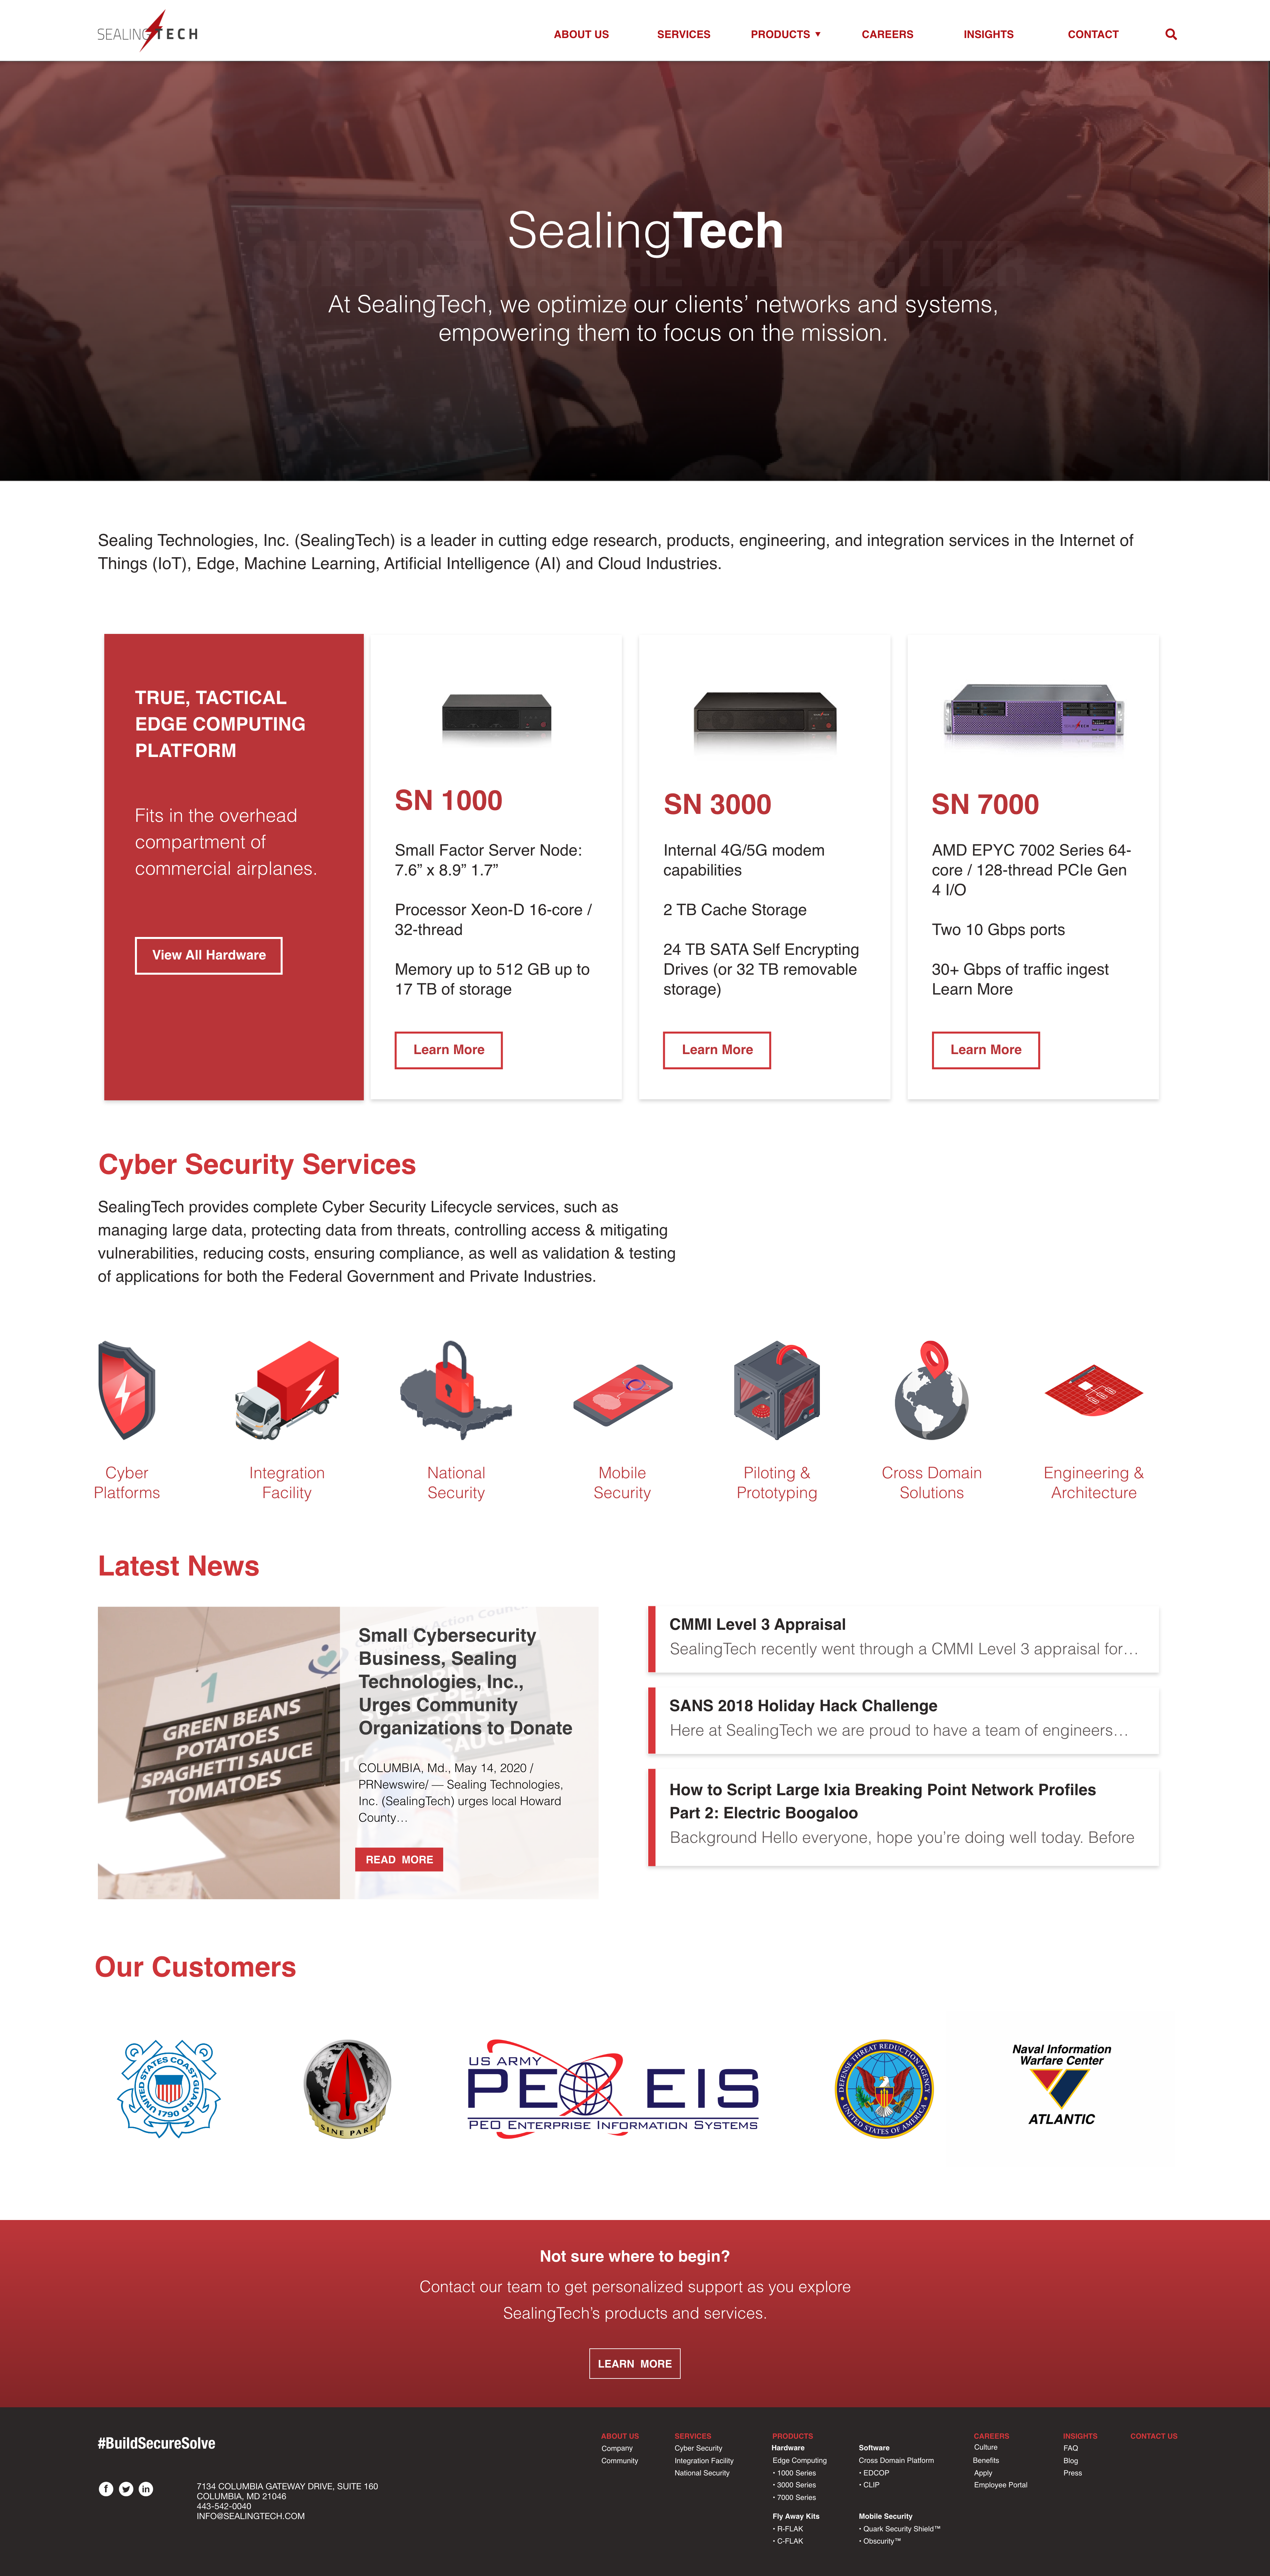 SEALINGTECH
ABOUT US SERVICES PRODUCTS ▼ CAREERS INSIGHTS CONTACT
SealingTech
At SealingTech, we optimize our clients’ networks and systems,
empowering them to focus on the mission.
Sealing Technologies, Inc. (SealingTech) is a leader in cutting edge research, products, engineering, and integration services in the Internet of
Things (IoT), Edge, Machine Learning, Artificial Intelligence (AI) and Cloud Industries.
TRUE, TACTICAL
EDGE COMPUTING
PLATFORM
Fits in the overhead
compartment of
commercial airplanes.
View All Hardware
SN 1000
Small Factor Server Node:
7.6” x 8.9” 1.7”
Processor Xeon-D 16-core /
32-thread
Memory up to 512 GB up to
17 TB of storage
Learn More
SN 3000
Internal 4G/5G modem
capabilities
2 TB Cache Storage
24 TB SATA Self Encrypting
Drives (or 32 TB removable
storage)
Learn More
SN 7000
AMD EPYC 7002 Series 64-
core / 128-thread PCIe Gen
4 I/O
Two 10 Gbps ports
30+ Gbps of traffic ingest
Learn More
Learn More
Cyber Security Services
SealingTech provides complete Cyber Security Lifecycle services, such as
managing large data, protecting data from threats, controlling access & mitigating
vulnerabilities, reducing costs, ensuring compliance, as well as validation & testing
of applications for both the Federal Government and Private Industries.
Cyber
Platforms
Integration
Facility
National
Security
Mobile
Security
Piloting &
Prototyping
Cross Domain
Solutions
Engineering &
Architecture
Latest News
1
GREEN BEANS
POTATOES
SPAGHETTI SAUCE
TOMATOES
Small Cybersecurity
Business, Sealing
Technologies, Inc.,
Urges Community
Organizations to Donate
COLUMBIA, Md., May 14, 2020 /
PRNewswire/ — Sealing Technologies,
Inc. (SealingTech) urges local Howard
County…
READ MORE
CMMI Level 3 Appraisal
SealingTech recently went through a CMMI Level 3 appraisal for…
SANS 2018 Holiday Hack Challenge
Here at SealingTech we are proud to have a team of engineers…
How to Script Large Ixia Breaking Point Network Profiles
Part 2: Electric Boogaloo
Background Hello everyone, hope you’re doing well today. Before
Our Customers
UNITED STATES COAST GUARD
1790
SINE PARI
US ARMY
PEO EIS
PEO ENTERPRISE INFORMATION SYSTEMS
DEFENSE THREAT REDUCTION AGENCY
UNITED STATES OF AMERICA
Naval Information
Warfare Center
ATLANTIC
Not sure where to begin?
Contact our team to get personalized support as you explore
SealingTech’s products and services.
LEARN MORE
#BuildSecureSolve
7134 COLUMBIA GATEWAY DRIVE, SUITE 160
COLUMBIA, MD 21046
443-542-0040
INFO@SEALINGTECH.COM
ABOUT US
Company
Community
SERVICES
Cyber Security
Integration Facility
National Security
PRODUCTS
Hardware
Edge Computing
• 1000 Series
• 3000 Series
• 7000 Series
Fly Away Kits
• R-FLAK
• C-FLAK
Software
Cross Domain Platform
• EDCOP
• CLIP
Mobile Security
• Quark Security Shield™
• Obscurity™
CAREERS
Culture
Benefits
Apply
Employee Portal
INSIGHTS
FAQ
Blog
Press
CONTACT US